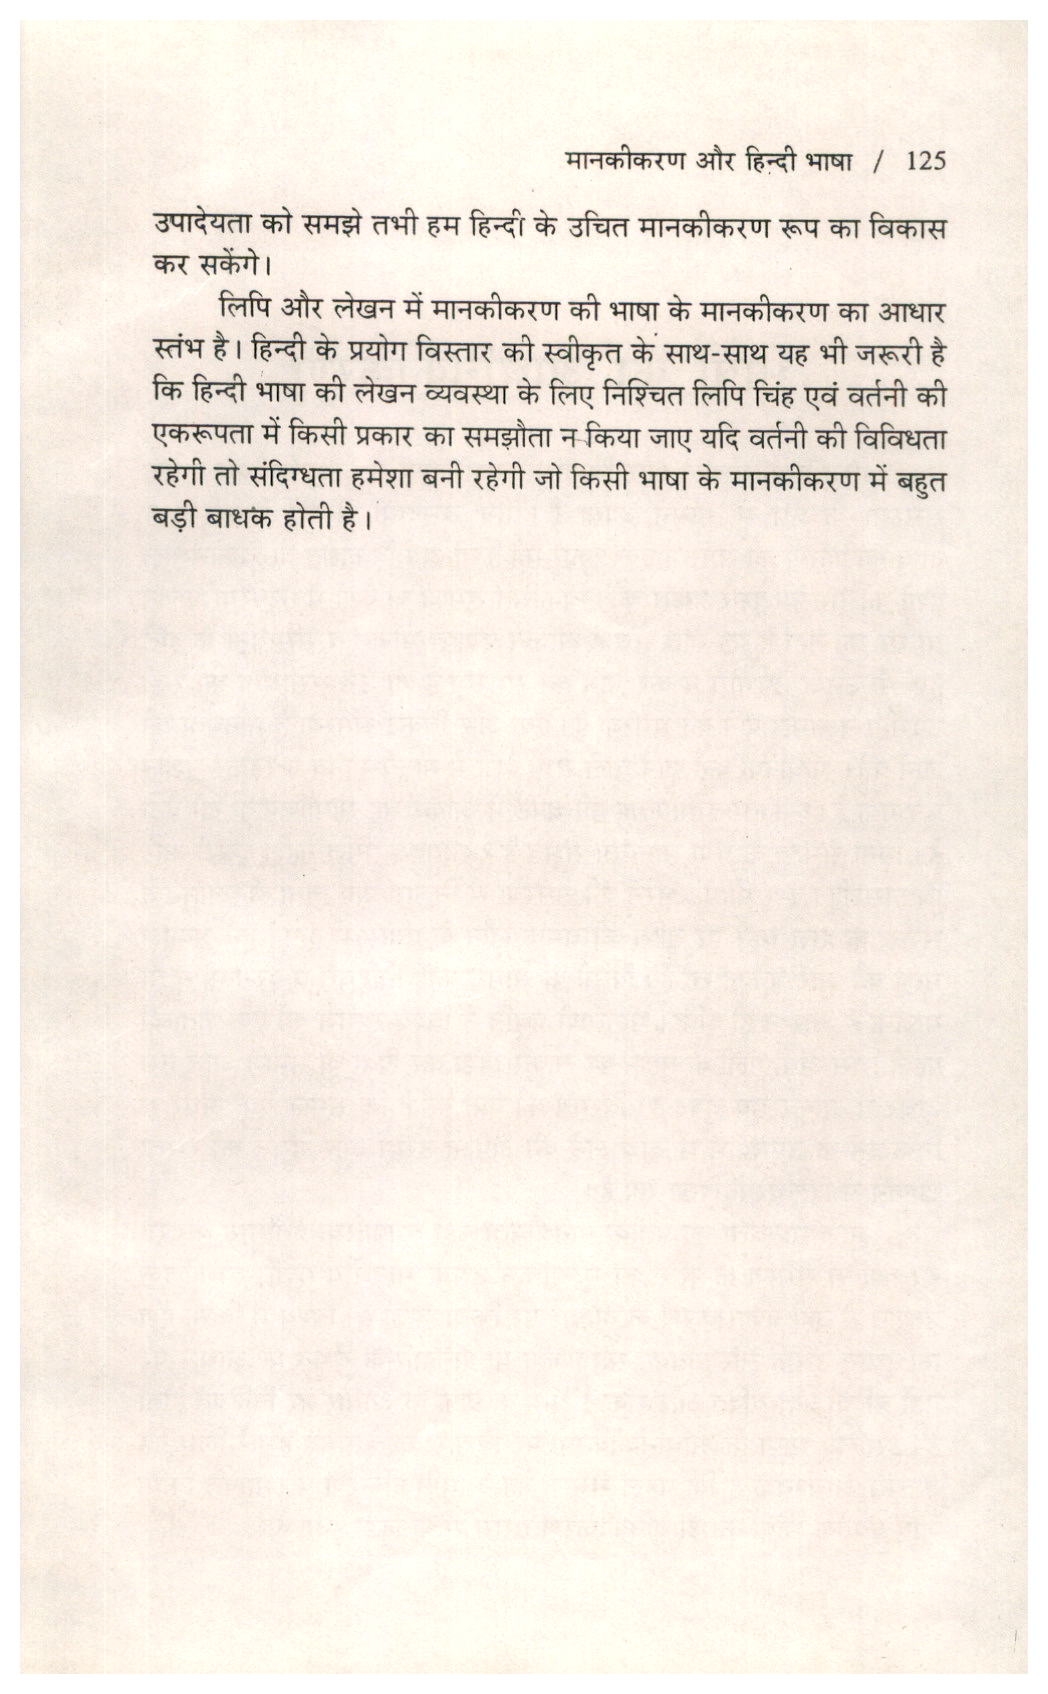 मानकीकरण और हिन्दी भाषा / 125
उपादेयता को समझे तभी हम हिन्दी के उचित मानकीकरण रूप का विकास
कर सकेंगे।
लिपि और लेखन में मानकीकरण की भाषा के मानकीकरण का आधार
स्तंभ है। हिन्दी के प्रयोग विस्तार की स्वीकृत के साथ-साथ यह भी जरूरी है
कि हिन्दी भाषा की लेखन व्यवस्था के लिए निश्चित लिपि चिंह एवं वर्तनी की
एकरूपता में किसी प्रकार का समझौता न किया जाए यदि वर्तनी की विविधता
रहेगी तो संदिग्धता हमेशा बनी रहेगी जो किसी भाषा के मानकीकरण में बहुत
बड़ी बाधक होती है।